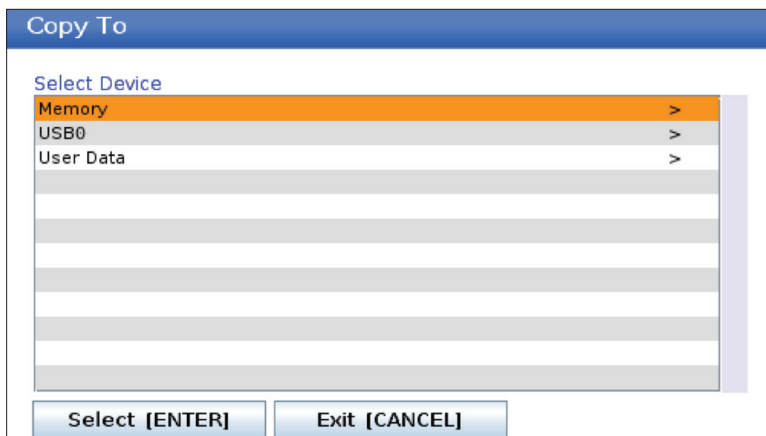 Copy To
Select Device
Memory >
USB0 >
User Data >
Select [ENTER] Exit [CANCEL]